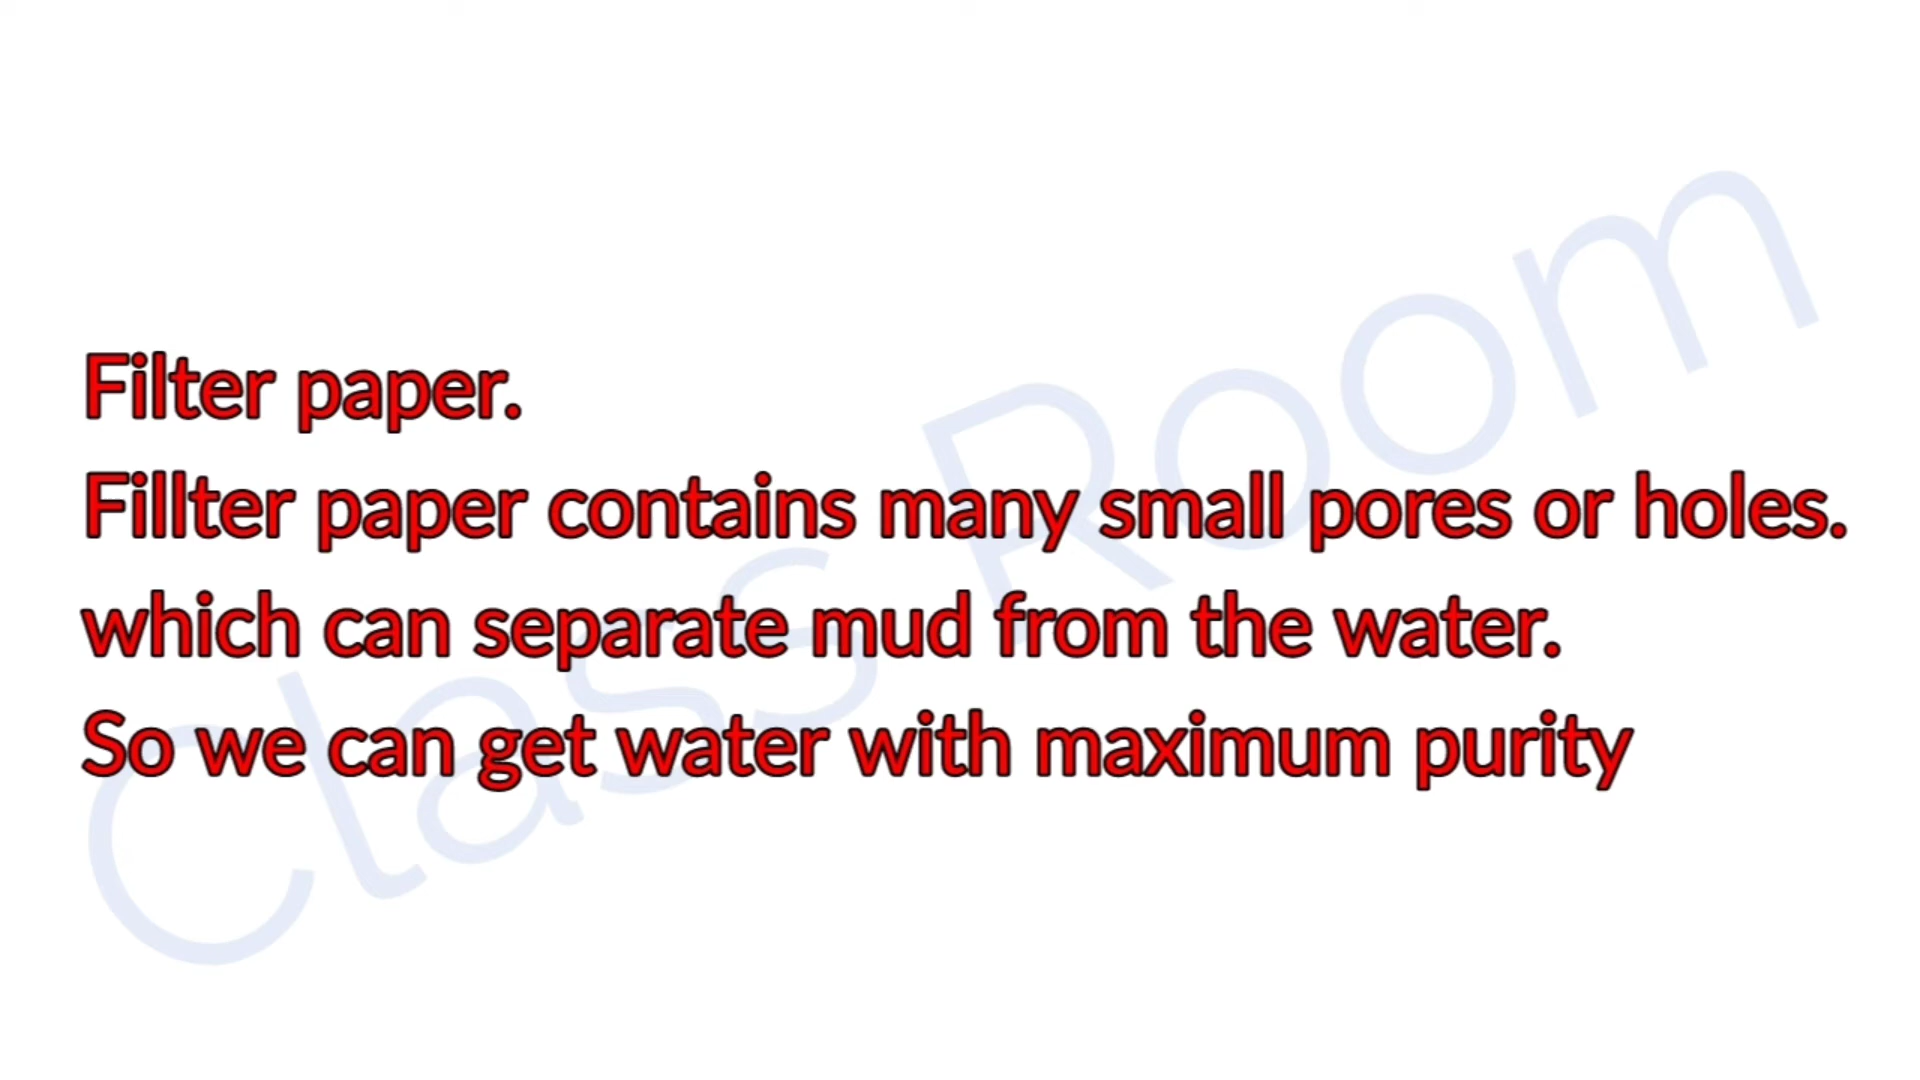 Filter paper.
Fillter paper contains many small pores or holes.
which can separate mud from the water.
So we can get water with maximum purity
Class Room